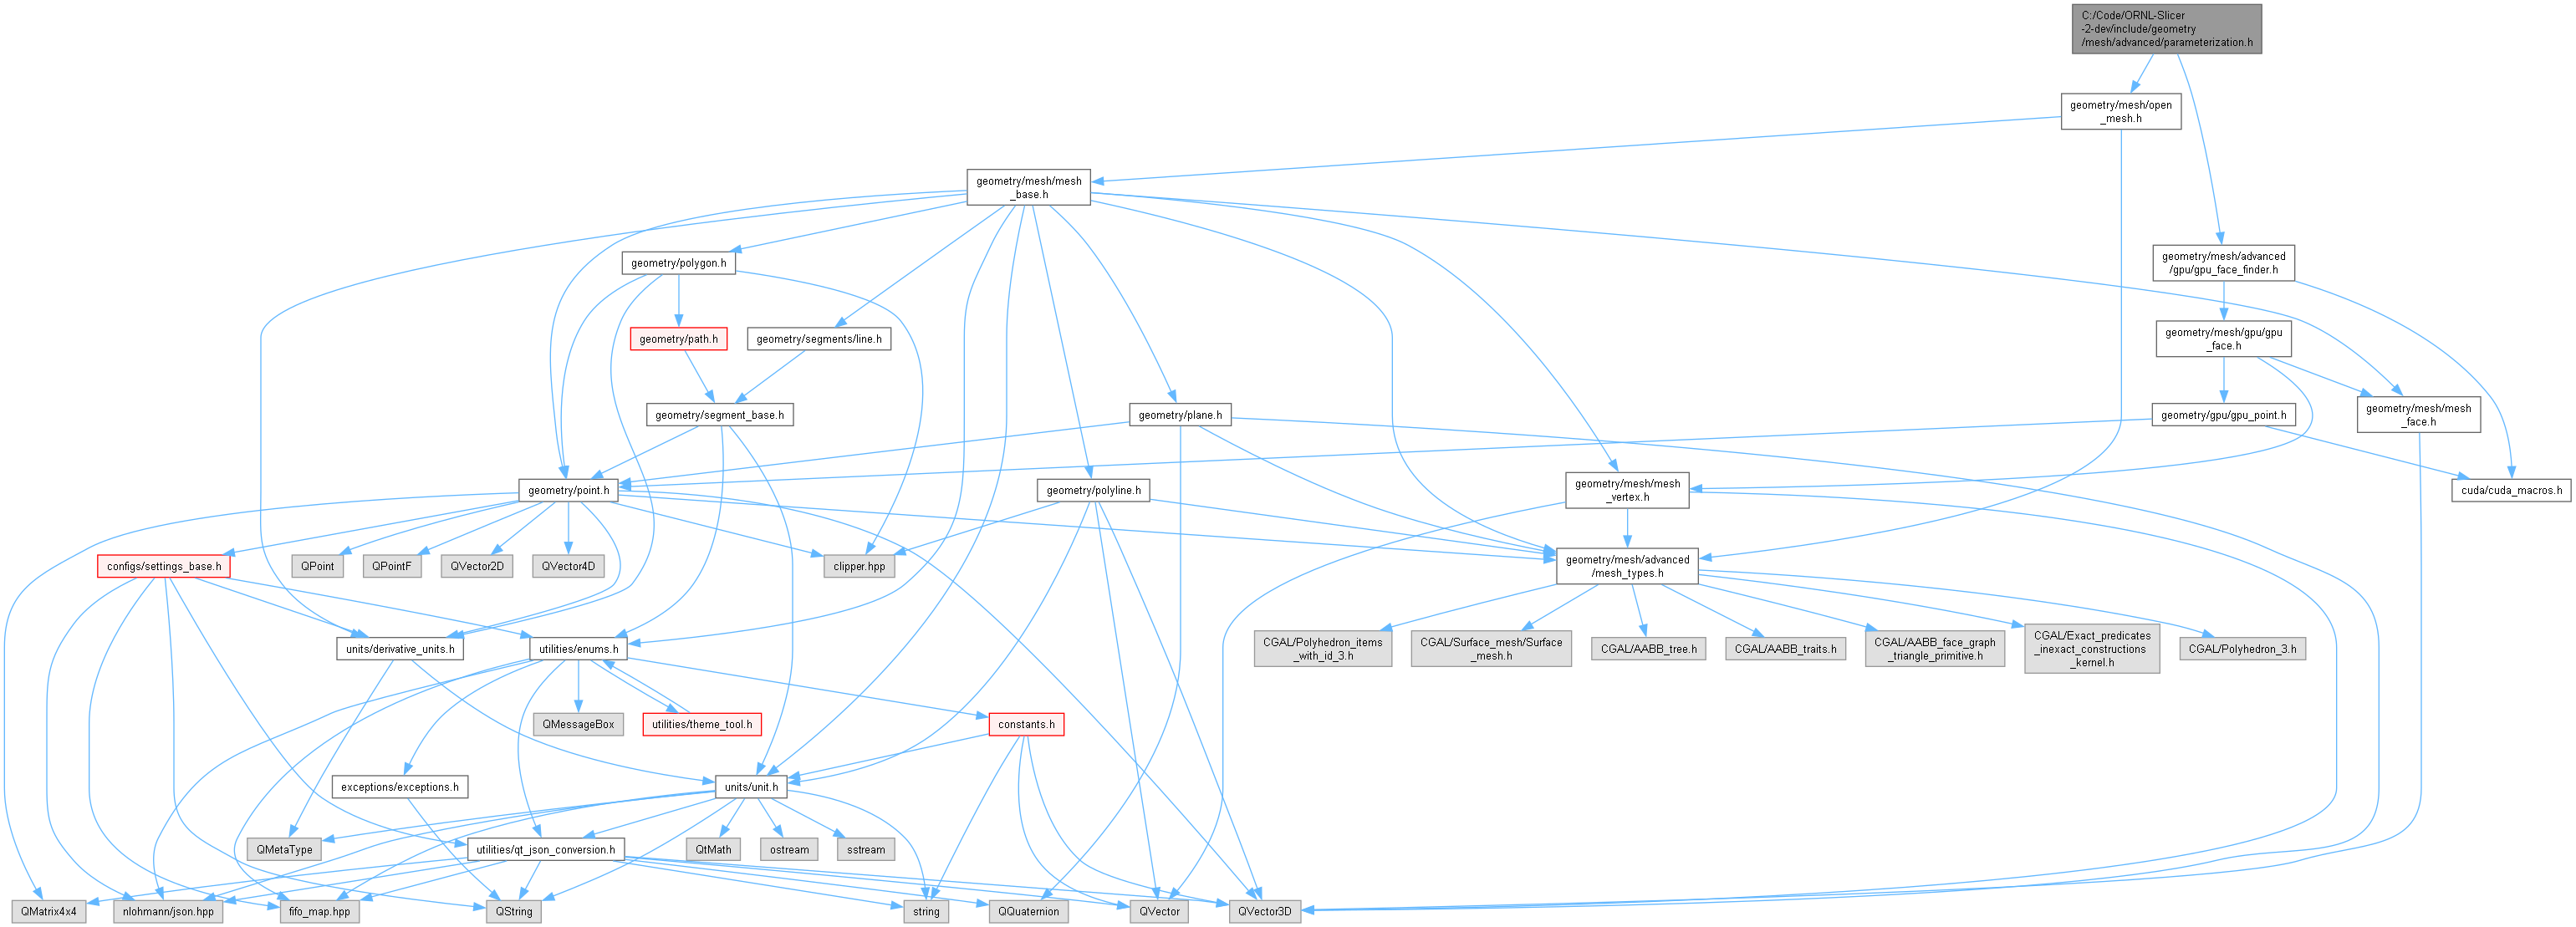 C:/Code/ORNL-Slicer
-2-dev/include/geometry
/mesh/advanced/parameterization.h
geometry/mesh/open
_mesh.h
geometry/mesh/mesh
_base.h
geometry/polygon.h
geometry/mesh/advanced
/gpu/gpu_face_finder.h
geometry/path.h
geometry/segments/line.h
geometry/mesh/gpu/gpu
_face.h
geometry/segment_base.h
geometry/plane.h
geometry/gpu/gpu_point.h
geometry/mesh/mesh
_face.h
geometry/point.h
geometry/polyline.h
geometry/mesh/mesh
_vertex.h
cuda/cuda_macros.h
configs/settings_base.h
QPoint
QPointF
QVector2D
QVector4D
clipper.hpp
geometry/mesh/advanced
/mesh_types.h
units/derivative_units.h
utilities/enums.h
CGAL/Polyhedron_items
_with_id_3.h
CGAL/Surface_mesh/Surface
_mesh.h
CGAL/AABB_tree.h
CGAL/AABB_traits.h
CGAL/AABB_face_graph
_triangle_primitive.h
CGAL/Exact_predicates
_inexact_constructions
_kernel.h
CGAL/Polyhedron_3.h
QMessageBox
utilities/theme_tool.h
constants.h
exceptions/exceptions.h
units/unit.h
QMetaType
utilities/qt_json_conversion.h
QtMath
ostream
sstream
QMatrix4x4
nlohmann/json.hpp
fifo_map.hpp
QString
string
QQuaternion
QVector
QVector3D